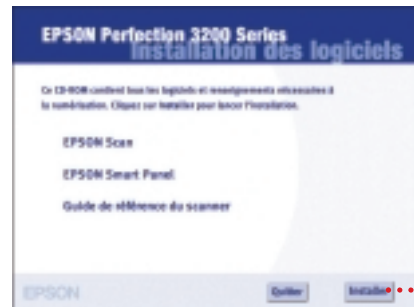 EPSON Perfection 3200 Series
Installation des logiciels
Ce CD-ROM contient tous les logiciels et renseignements nécessaires à
la numérisation. Cliquez sur Installer pour lancer l'installation.
EPSON Scan
EPSON Smart Panel
Guide de référence du scanner
EPSON
Quitter
Installer